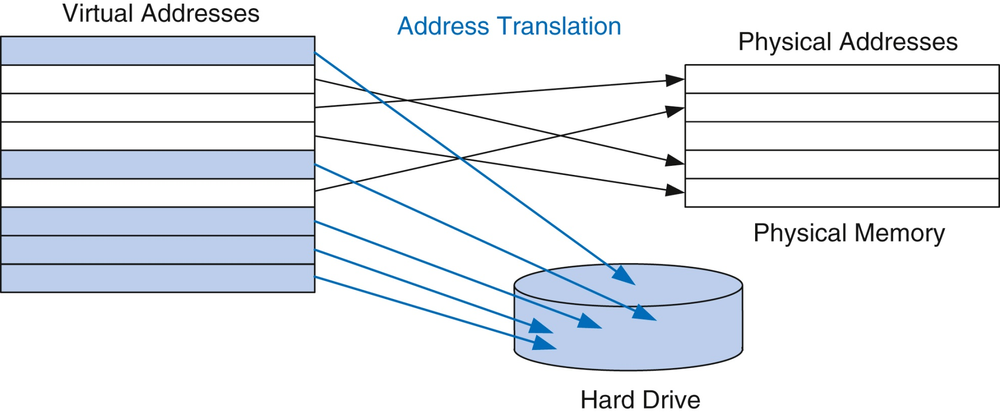 Virtual Addresses
Address Translation
Physical Addresses
Physical Memory
Hard Drive